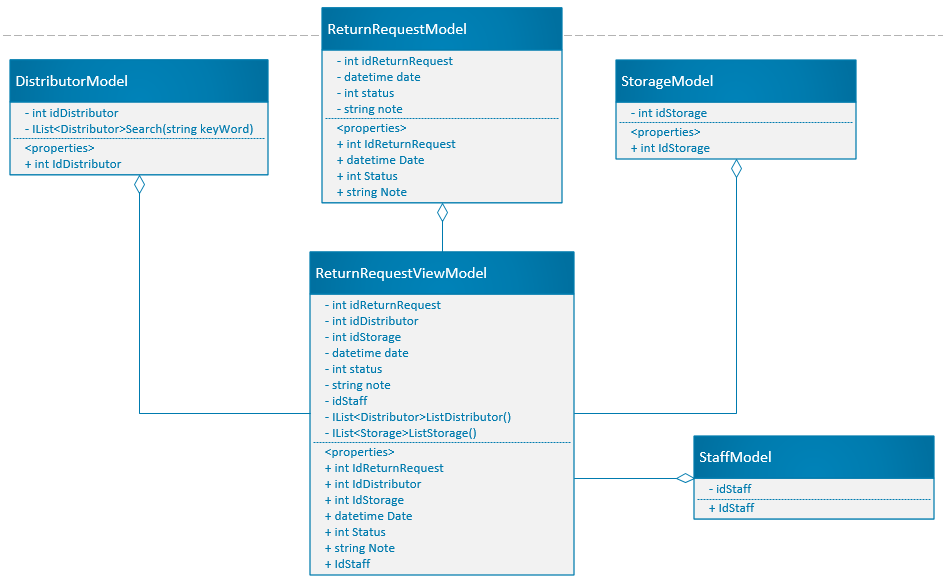 ReturnRequestModel
- int idReturnRequest
- datetime date
- int status
- string note
<properties>
+ int IdReturnRequest
+ datetime Date
+ int Status
+ string Note
DistributorModel
- int idDistributor
- IList<Distributor>Search(string keyWord)
<properties>
+ int IdDistributor
StorageModel
- int idStorage
<properties>
+ int IdStorage
ReturnRequestViewModel
- int idReturnRequest
- int idDistributor
- int idStorage
- datetime date
- int status
- string note
- idStaff
- IList<Distributor>ListDistributor()
- IList<Storage>ListStorage()
<properties>
+ int IdReturnRequest
+ int IdDistributor
+ int IdStorage
+ datetime Date
+ int Status
+ string Note
+ IdStaff
StaffModel
- idStaff
+ IdStaff